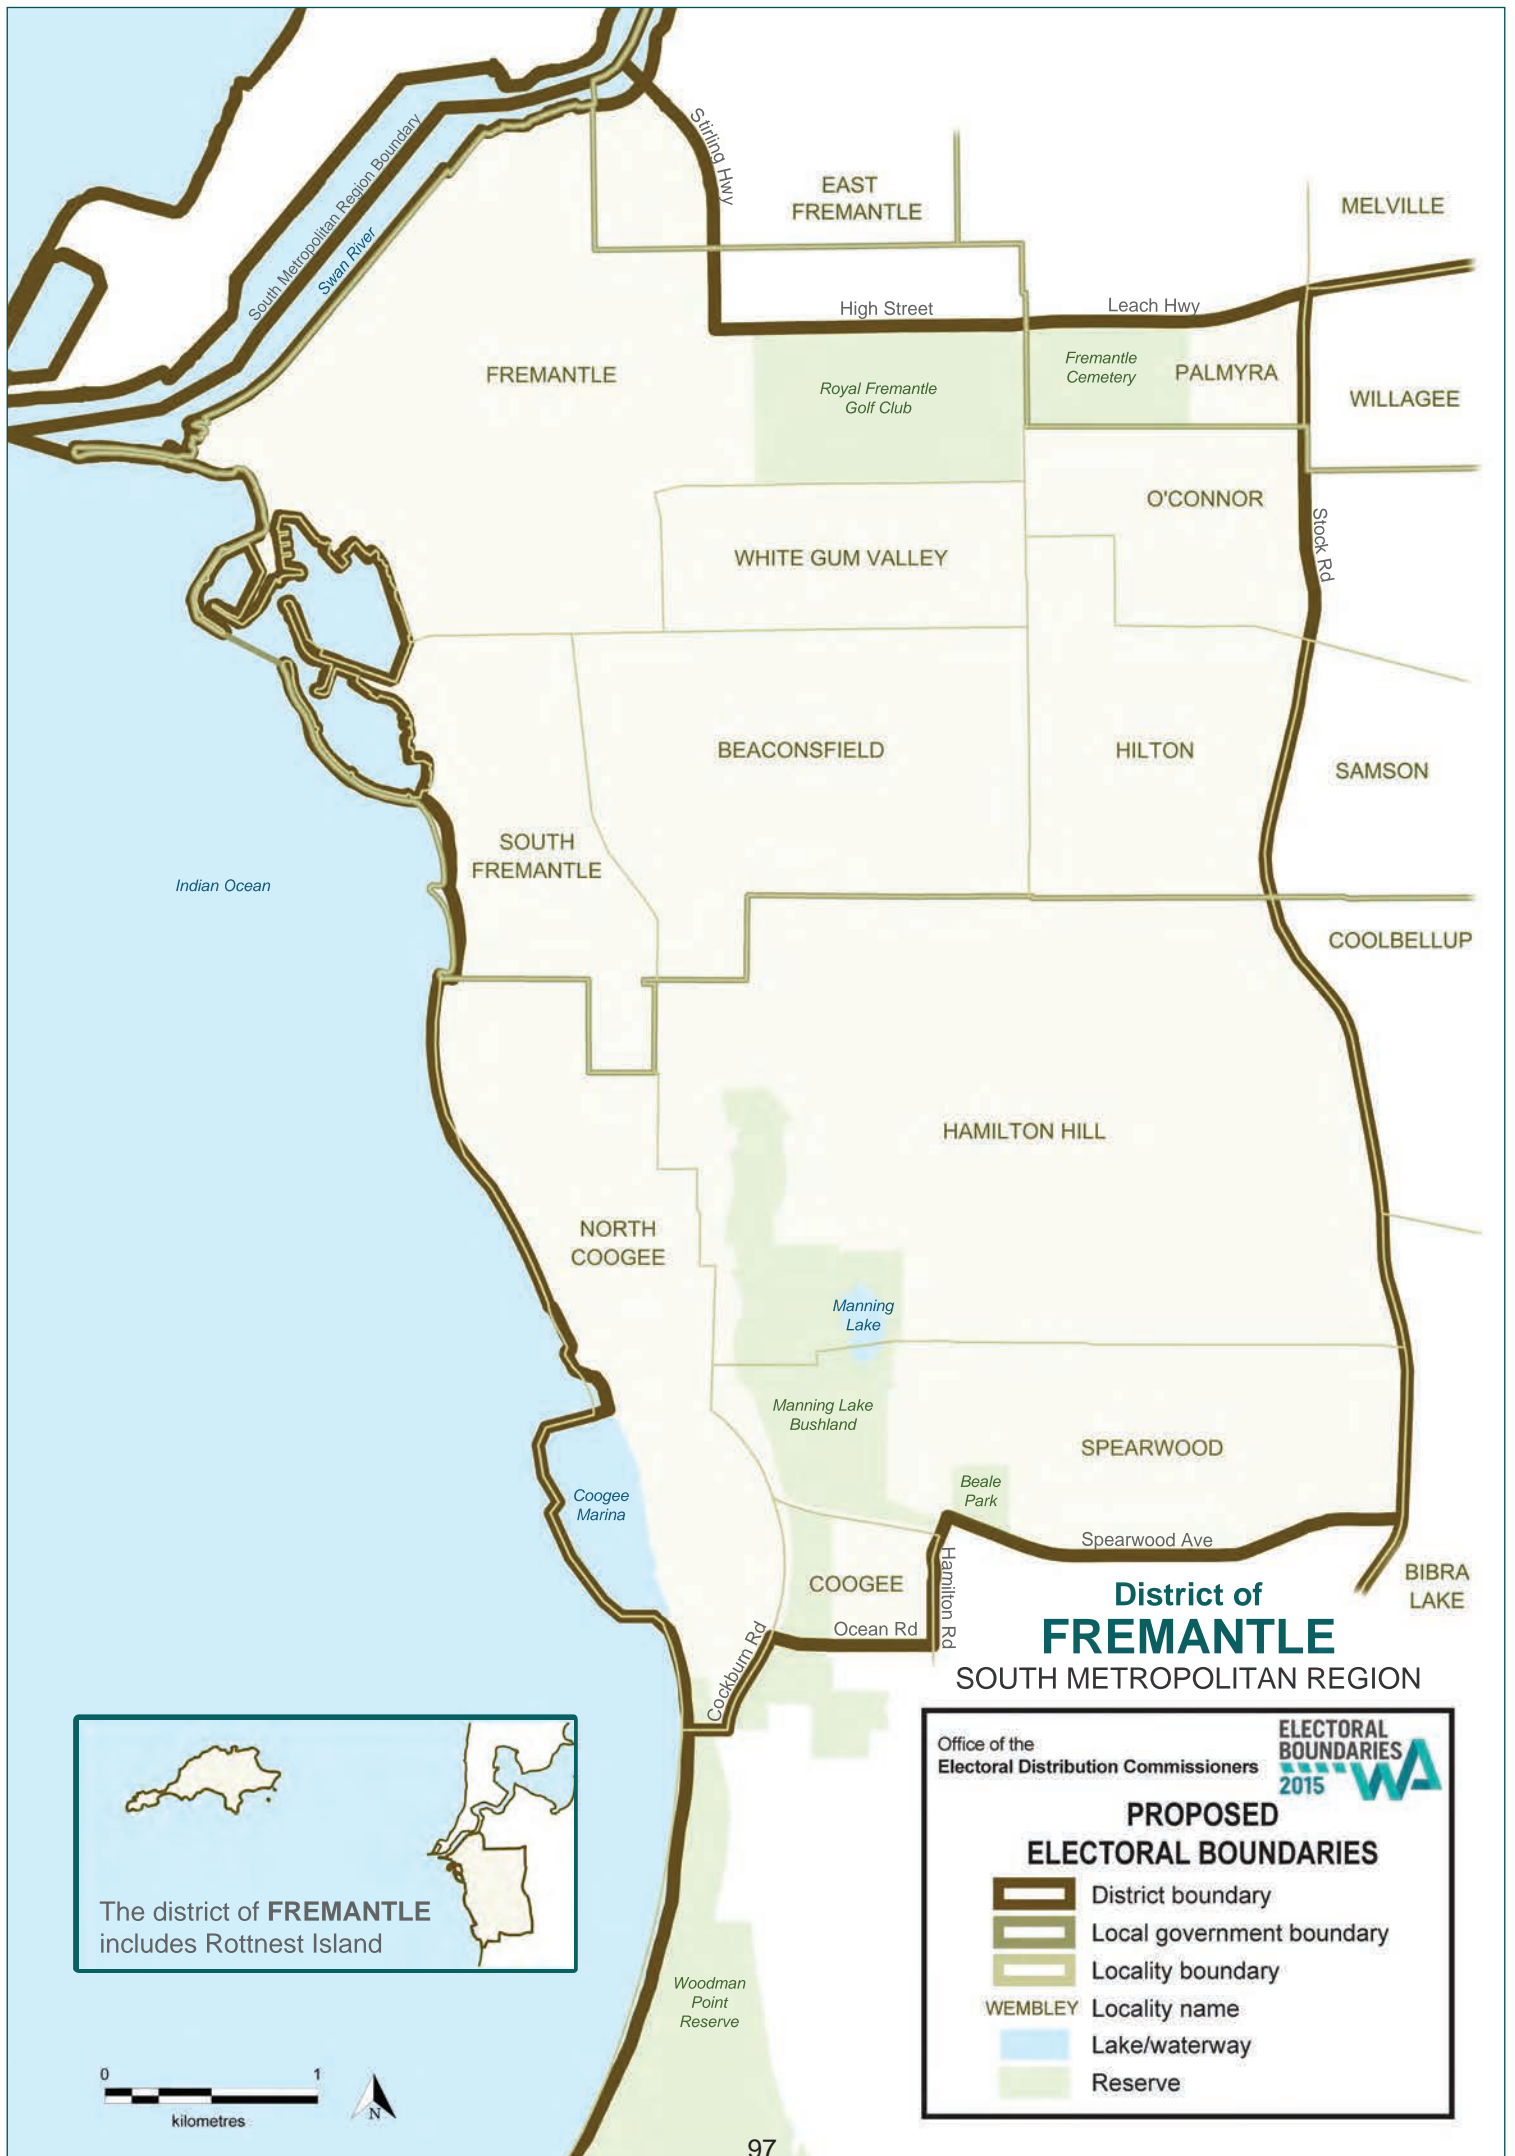 South Metropolitan Region Boundary
Swan River
Stirling Hwy
EAST
FREMANTLE
MELVILLE
High Street
Leach Hwy
FREMANTLE
Royal Fremantle
Golf Club
Fremantle
Cemetery
PALMYRA
WILLAGEE
O'CONNOR
Stock Rd
WHITE GUM VALLEY
BEACONSFIELD
HILTON
SAMSON
SOUTH
FREMANTLE
Indian Ocean
COOLBELLUP
HAMILTON HILL
NORTH
COOGEE
Manning
Lake
Manning Lake
Bushland
SPEARWOOD
Coogee
Marina
Beale
Park
Spearwood Ave
COOGEE
Hamilton Rd
Ocean Rd
Cockburn Rd
BIBRA
LAKE
District of
FREMANTLE
SOUTH METROPOLITAN REGION
Office of the
Electoral Distribution Commissioners
ELECTORAL
BOUNDARIES
2015 WA
PROPOSED
ELECTORAL BOUNDARIES
District boundary
Local government boundary
Locality boundary
WEMBLEY Locality name
Lake/waterway
Reserve
The district of FREMANTLE
includes Rottnest Island
Woodman
Point
Reserve
0 1
kilometres
N
97